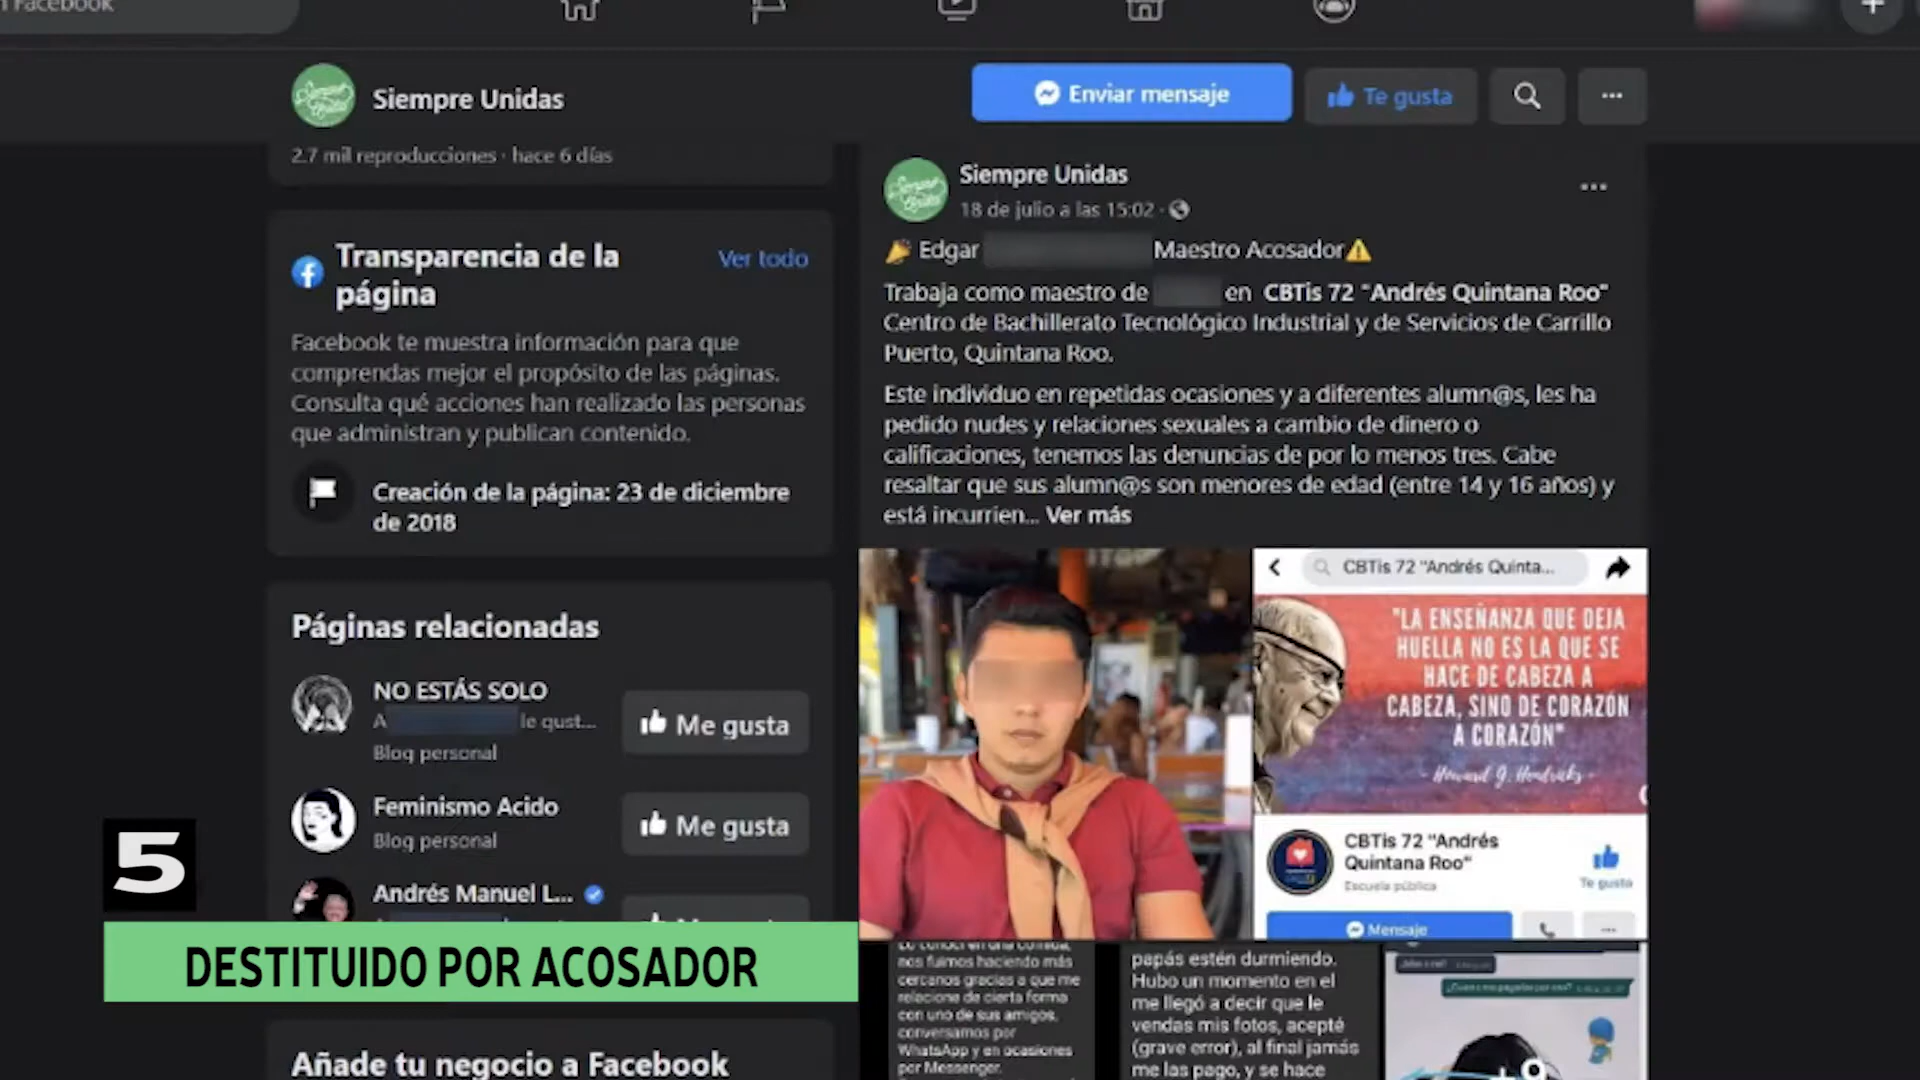 n Facebook
Siempre Unidas
Enviar mensaje
Te gusta
2.7 mil reproducciones · hace 6 días
Transparencia de la
página
Ver todo
Facebook te muestra información para que
comprendas mejor el propósito de las páginas.
Consulta qué acciones han realizado las personas
que administran y publican contenido.
Creación de la página: 23 de diciembre
de 2018
Páginas relacionadas
NO ESTÁS SOLO
A le gust...
Blog personal
Me gusta
Feminismo Acido
Blog personal
Me gusta
Andrés Manuel L...
5
DESTITUIDO POR ACOSADOR
Añade tu negocio a Facebook
Siempre Unidas
18 de julio a las 15:02 ·
Edgar Maestro Acosador
Trabaja como maestro de en CBTis 72 "Andrés Quintana Roo"
Centro de Bachillerato Tecnológico Industrial y de Servicios de Carrillo
Puerto, Quintana Roo.
Este individuo en repetidas ocasiones y a diferentes alumn@s, les ha
pedido nudes y relaciones sexuales a cambio de dinero o
calificaciones, tenemos las denuncias de por lo menos tres. Cabe
resaltar que sus alumn@s son menores de edad (entre 14 y 16 años) y
está incurrien... Ver más
CBTis 72 "Andrés Quinta...
"LA ENSEÑANZA QUE DEJA
HUELLA NO ES LA QUE SE
HACE DE CABEZA A
CABEZA, SINO DE CORAZÓN
A CORAZÓN"
- Howard G. Hendricks -
CBTis 72 "Andrés
Quintana Roo"
Escuela pública
Te gusta
Mensaje
Lo conocí en una comida,
nos fuimos haciendo más
cercanos gracias a que me
relacione de cierta forma
con uno de sus amigos,
conversamos por
WhatsApp y en ocasiones
por Messenger.
papás estén durmiendo.
Hubo un momento en el
me llegó a decir que le
vendas mis fotos, acepté
(grave error), al final jamás
me las pago, y se hace
+9